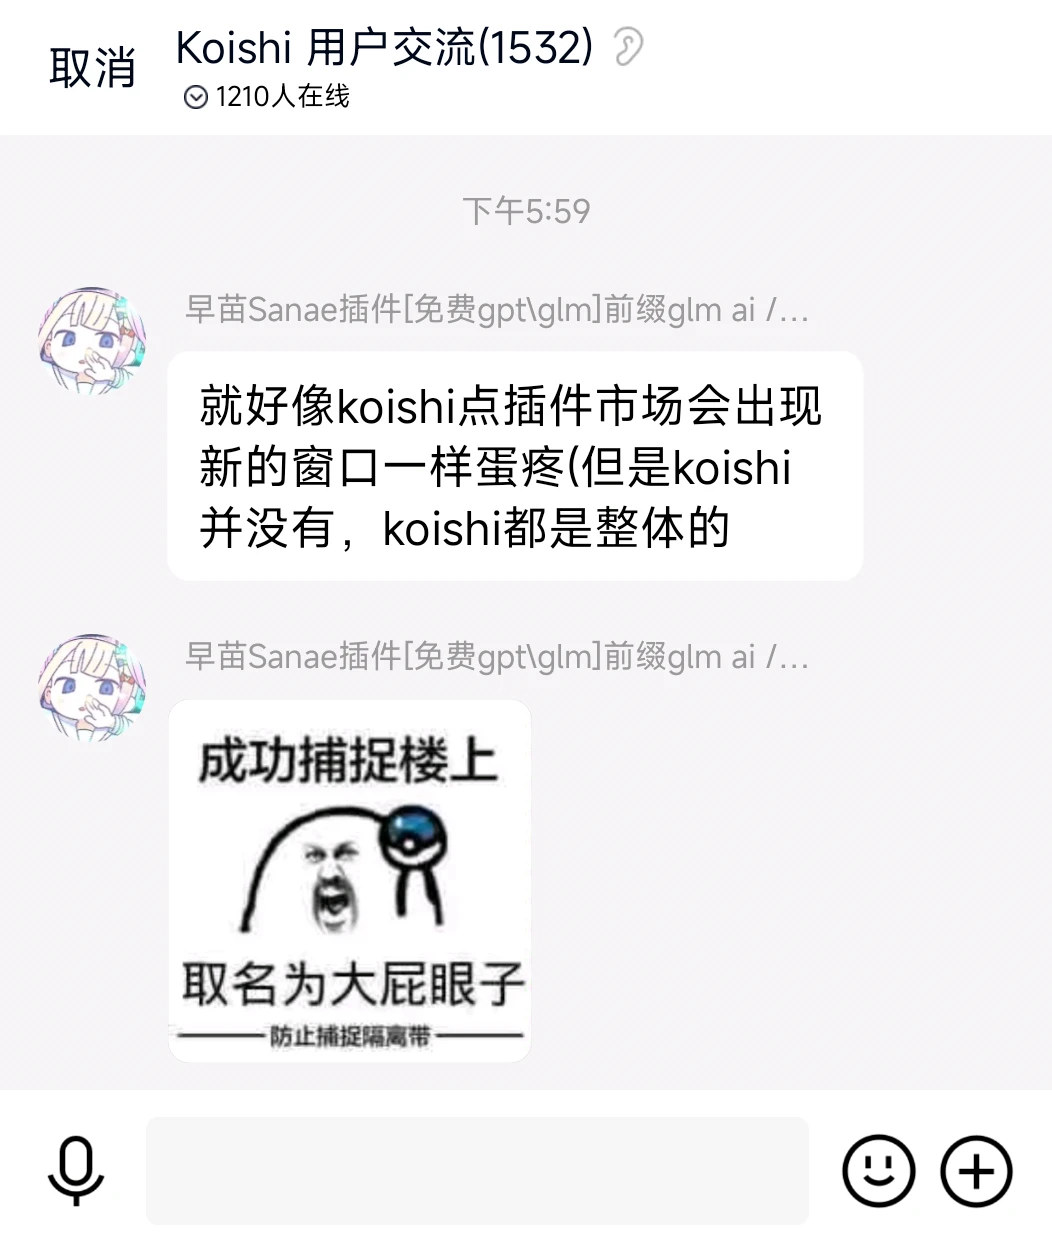 取消
Koishi 用户交流(1532)
1210人在线
下午5:59
早苗Sanae插件[免费gpt\glm]前缀glm ai /...
就好像koishi点插件市场会出现
新的窗口一样蛋疼(但是koishi
并没有，koishi都是整体的
早苗Sanae插件[免费gpt\glm]前缀glm ai /...
成功捕捉楼上
取名为大屁眼子
防止捕捉隔离带